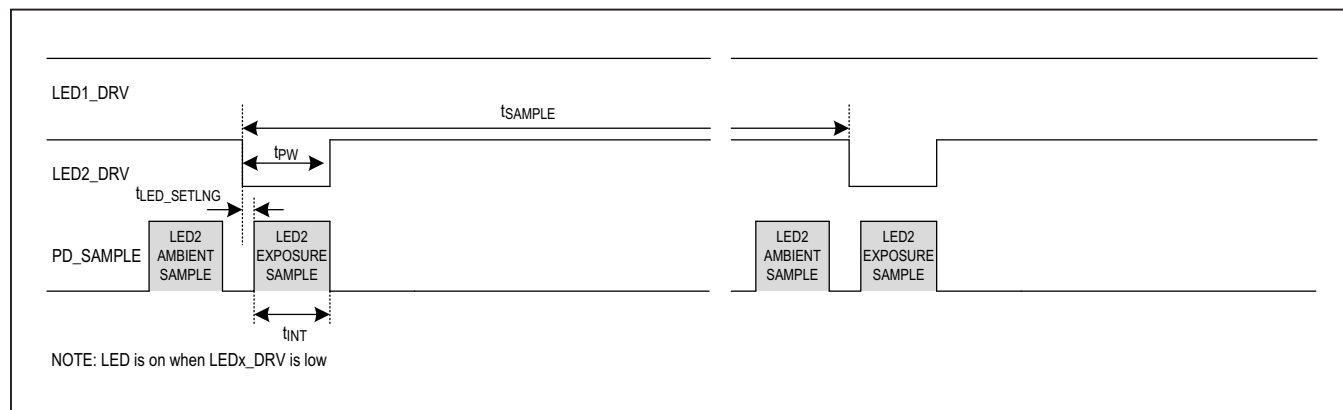 LED1_DRV
tSAMPLE
tPW
LED2_DRV
tLED_SETLNG
PD_SAMPLE
LED2
AMBIENT
SAMPLE
LED2
EXPOSURE
SAMPLE
LED2
AMBIENT
SAMPLE
LED2
EXPOSURE
SAMPLE
tINT
NOTE: LED is on when LEDx_DRV is low